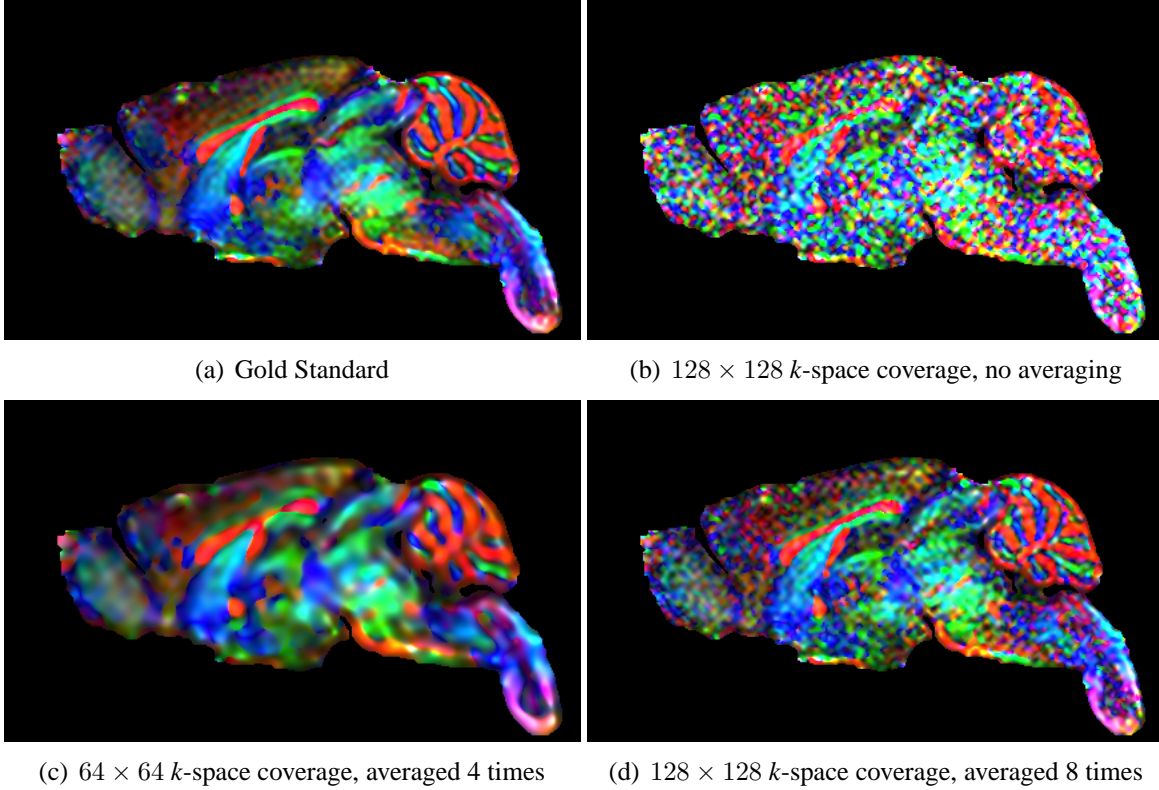 (a) Gold Standard
(b) 128 × 128 k-space coverage, no averaging
(c) 64 × 64 k-space coverage, averaged 4 times
(d) 128 × 128 k-space coverage, averaged 8 times